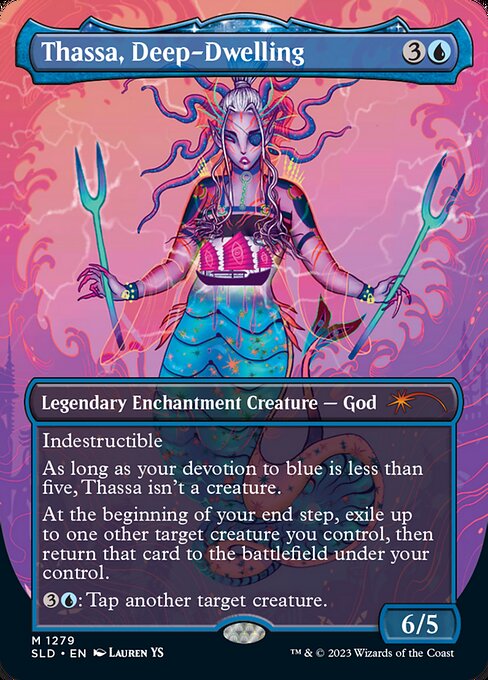 Thassa, Deep-Dwelling 3
Legendary Enchantment Creature — God
Indestructible
As long as your devotion to blue is less than
five, Thassa isn't a creature.
At the beginning of your end step, exile up
to one other target creature you control, then
return that card to the battlefield under your
control.
3: Tap another target creature.
6/5
M 1279
SLD • EN Lauren YS
™ & © 2023 Wizards of the Coast